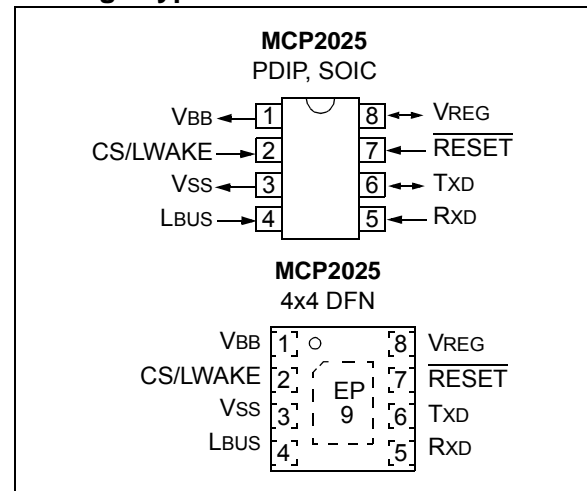 MCP2025
PDIP, SOIC
VBB 1 8 VREG
CS/LWAKE 2 7 RESET
VSS 3 6 TXD
LBUS 4 5 RXD
MCP2025
4x4 DFN
VBB 1 8 VREG
CS/LWAKE 2 EP 7 RESET
VSS 3 9 6 TXD
LBUS 4 5 RXD